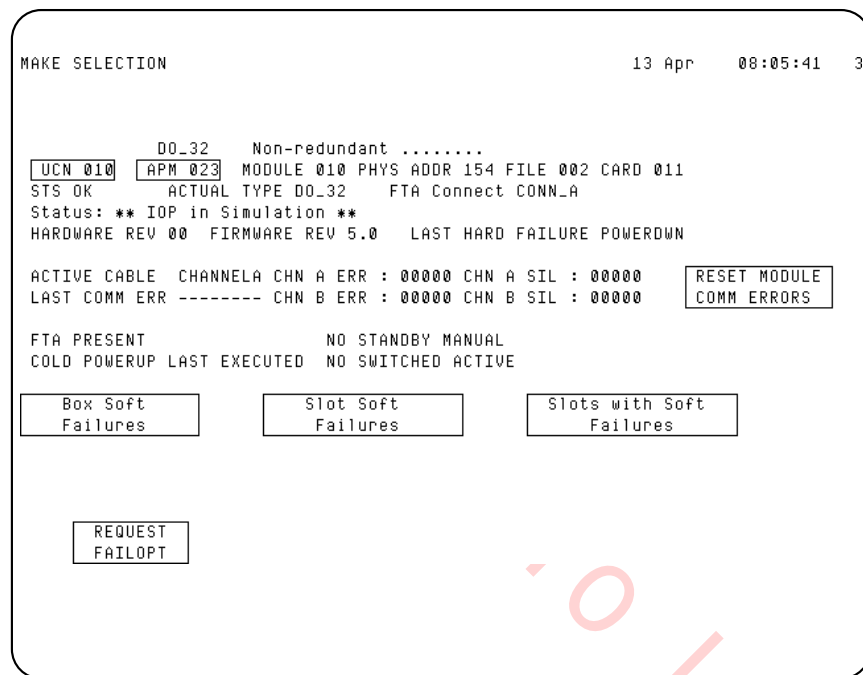 MAKE SELECTION 13 Apr 08:05:41 3
DO_32 Non-redundant ........
UCN 010 APM 023 MODULE 010 PHYS ADDR 154 FILE 002 CARD 011
STS OK ACTUAL TYPE DO_32 FTA Connect CONN_A
Status: ** IOP in Simulation **
HARDWARE REV 00 FIRMWARE REV 5.0 LAST HARD FAILURE POWERDWN
ACTIVE CABLE CHANNELA CHN A ERR : 00000 CHN A SIL : 00000 RESET MODULE
LAST COMM ERR -------- CHN B ERR : 00000 CHN B SIL : 00000 COMM ERRORS
FTA PRESENT NO STANDBY MANUAL
COLD POWERUP LAST EXECUTED NO SWITCHED ACTIVE
Box Soft Slot Soft Slots with Soft
Failures Failures Failures
REQUEST
FAILOPT